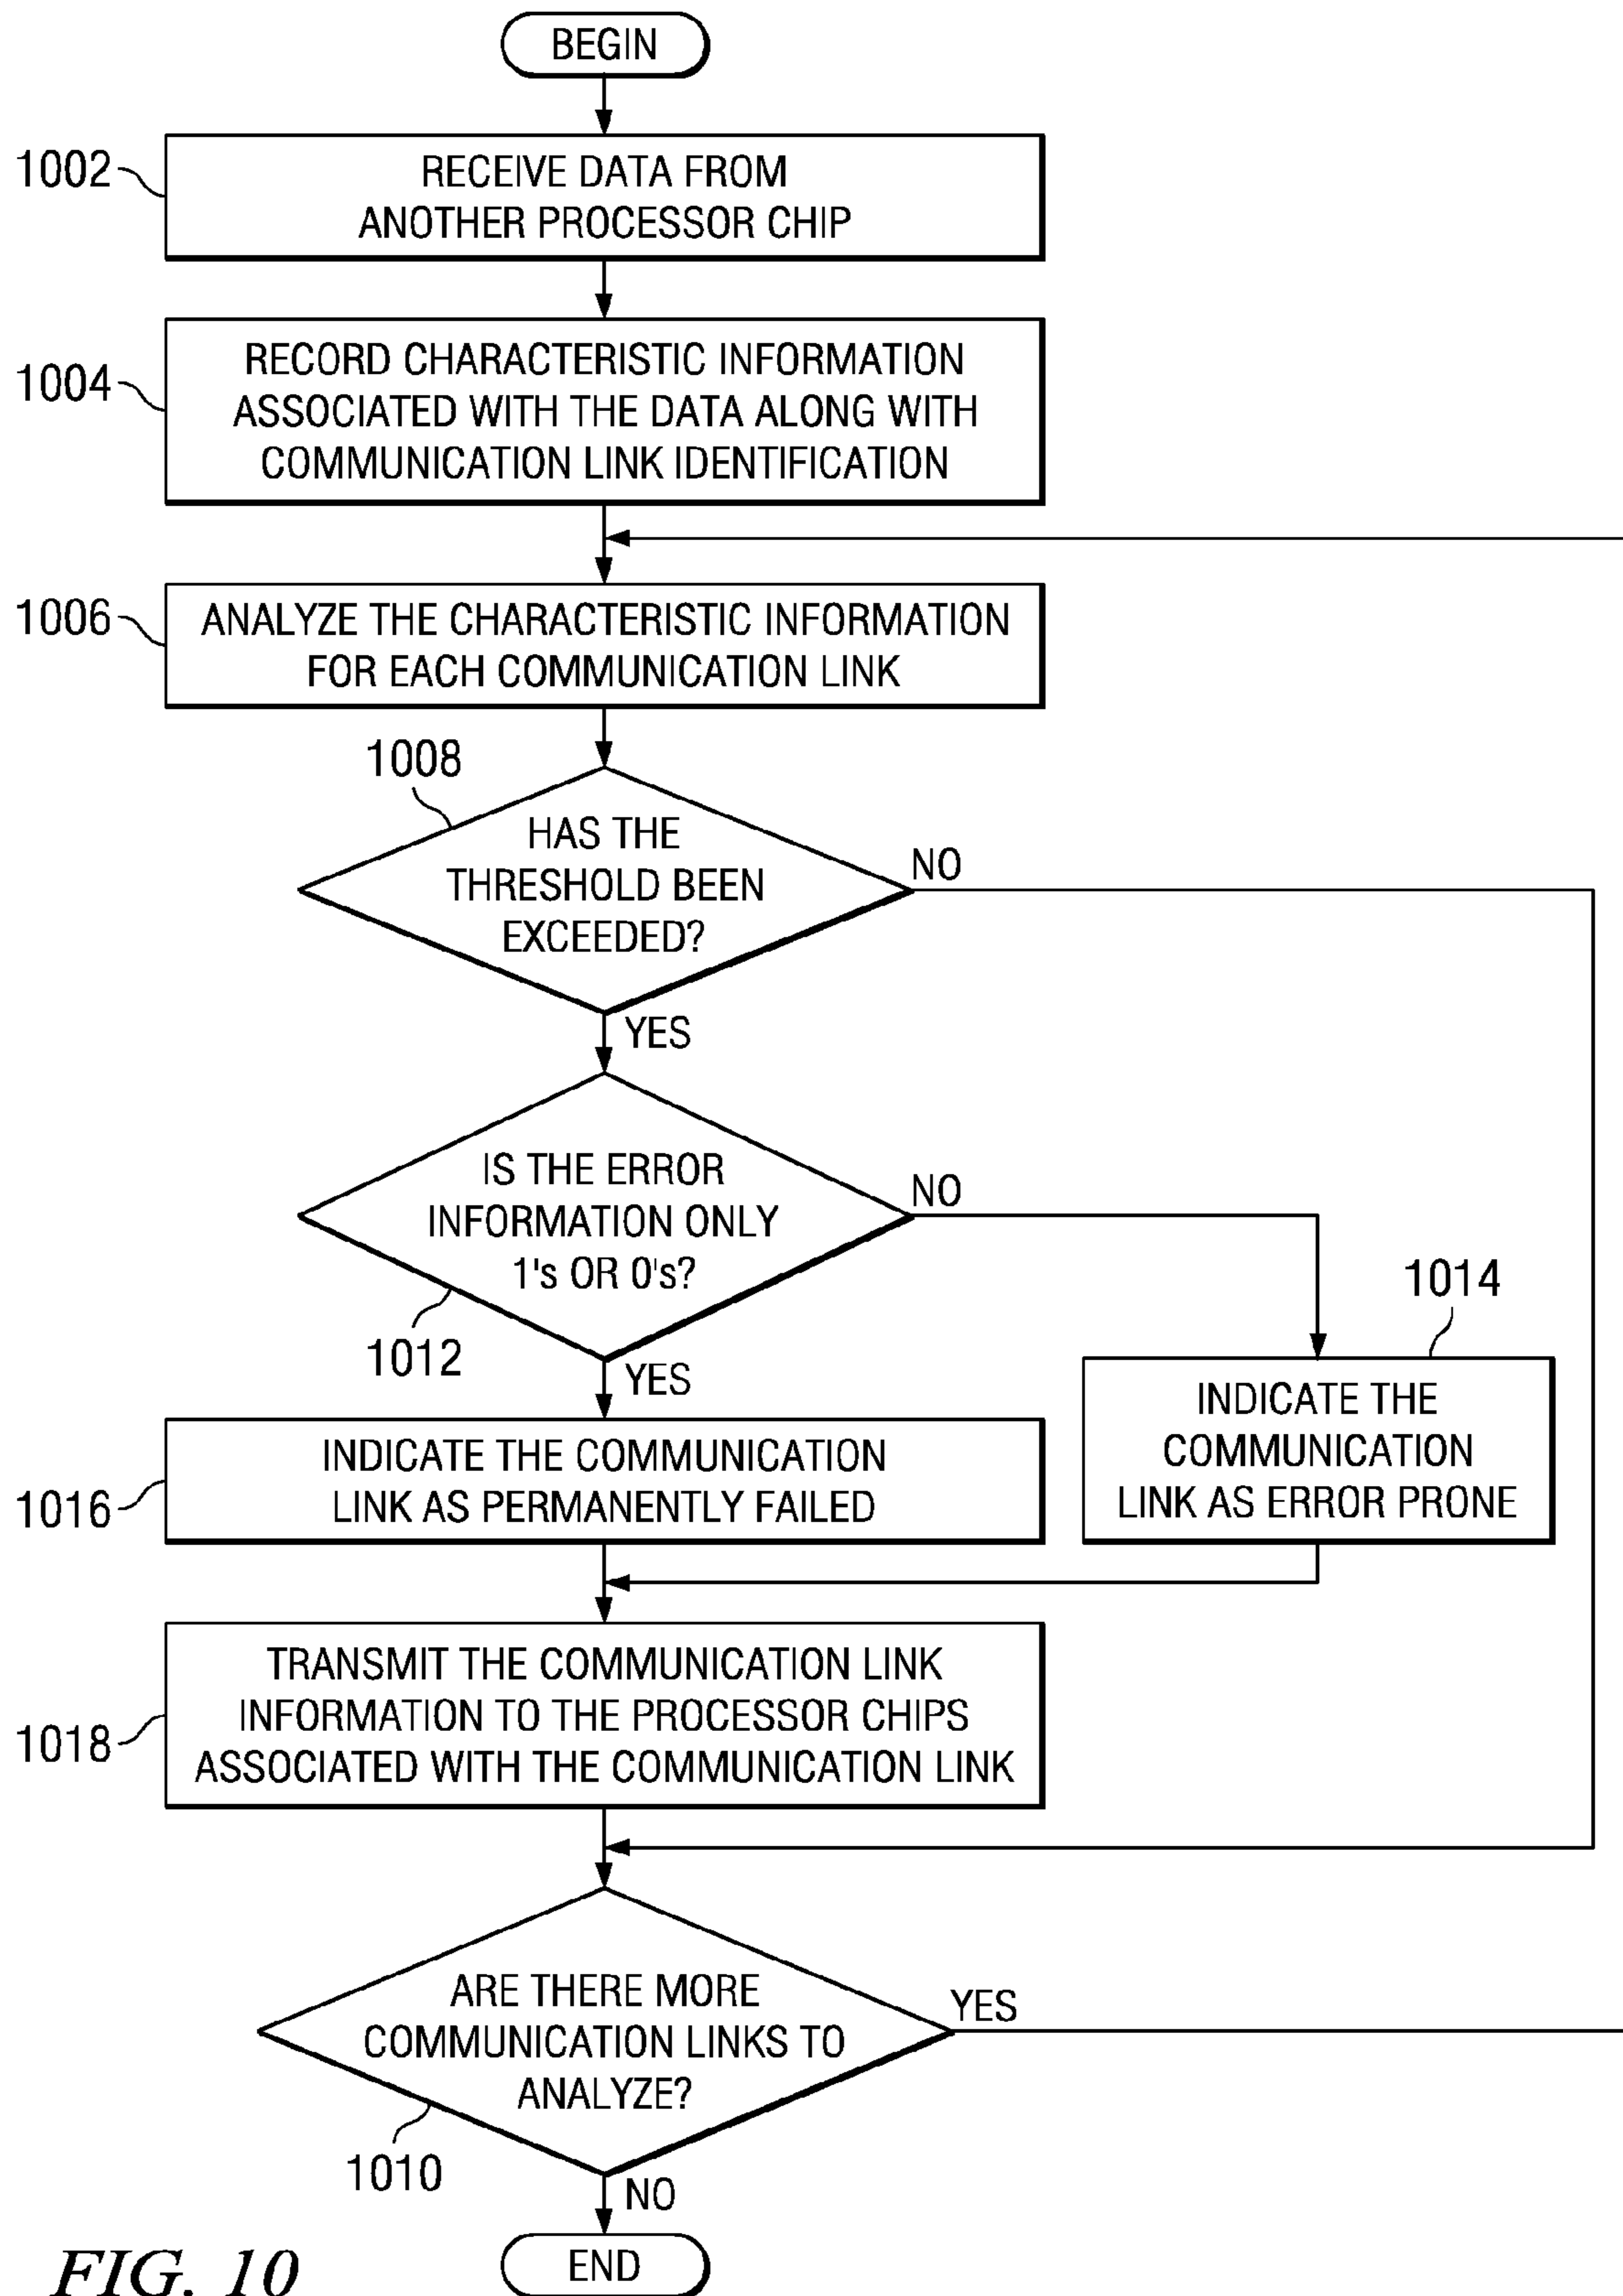 BEGIN
1002
RECEIVE DATA FROM
ANOTHER PROCESSOR CHIP
1004
RECORD CHARACTERISTIC INFORMATION
ASSOCIATED WITH THE DATA ALONG WITH
COMMUNICATION LINK IDENTIFICATION
1006
ANALYZE THE CHARACTERISTIC INFORMATION
FOR EACH COMMUNICATION LINK
1008
HAS THE
THRESHOLD BEEN
EXCEEDED?
NO
YES
IS THE ERROR
INFORMATION ONLY
1's OR 0's?
NO
1012
YES
1014
INDICATE THE
COMMUNICATION
LINK AS ERROR PRONE
1016
INDICATE THE COMMUNICATION
LINK AS PERMANENTLY FAILED
1018
TRANSMIT THE COMMUNICATION LINK
INFORMATION TO THE PROCESSOR CHIPS
ASSOCIATED WITH THE COMMUNICATION LINK
ARE THERE MORE
COMMUNICATION LINKS TO
ANALYZE?
YES
1010
NO
END
FIG. 10